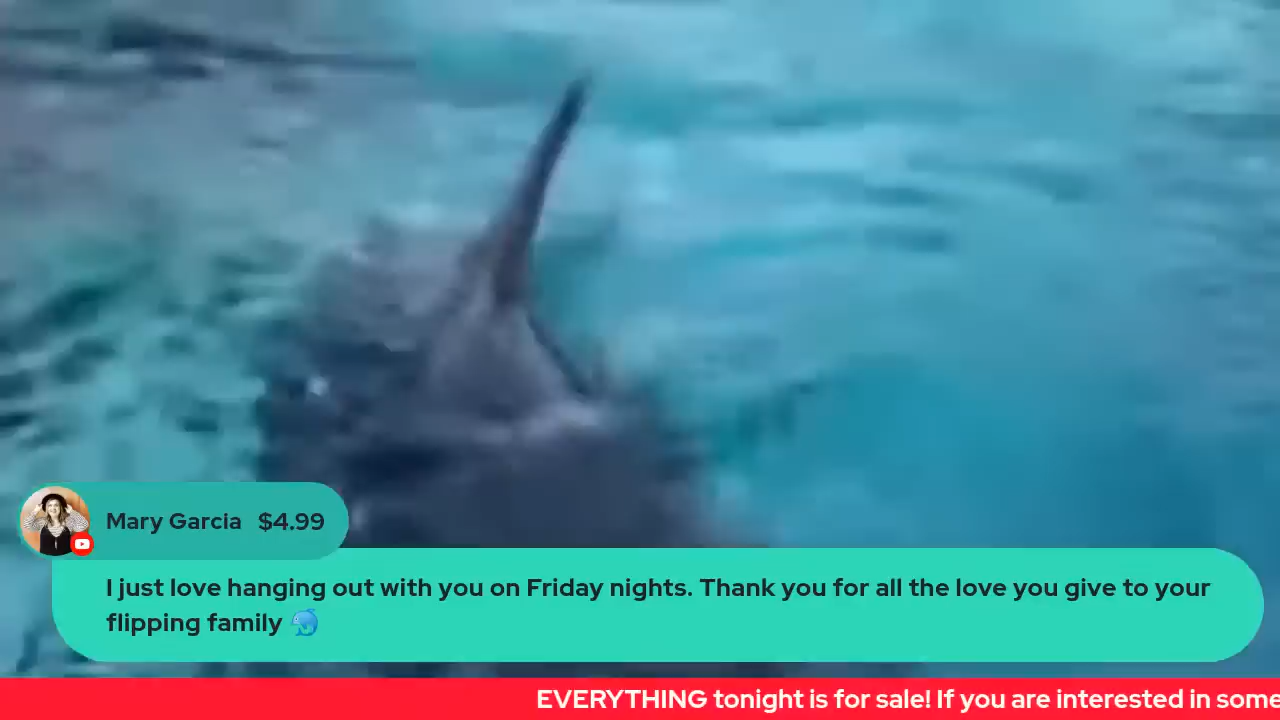 Mary Garcia $4.99
I just love hanging out with you on Friday nights. Thank you for all the love you give to your
flipping family 🐬
EVERYTHING tonight is for sale! If you are interested in some